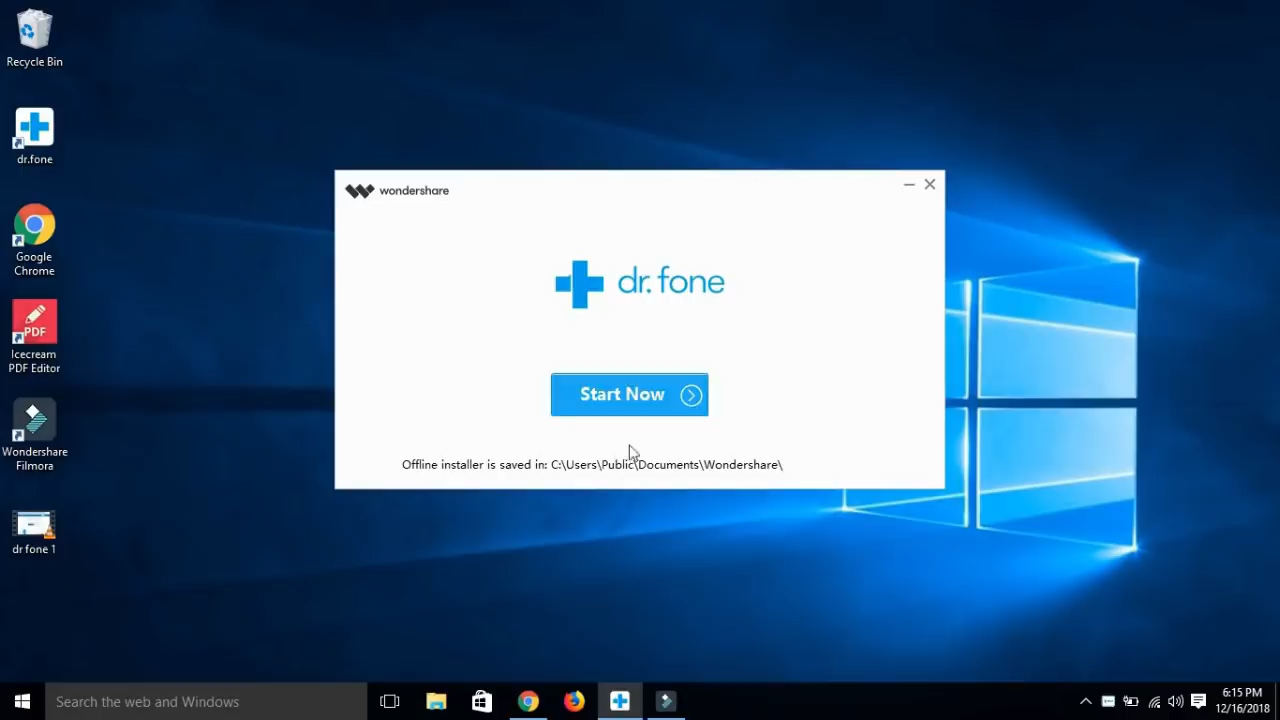 Recycle Bin
dr.fone
Google
Chrome
PDF
Icecream
PDF Editor
Wondershare
Filmora
dr fone 1
wondershare
dr. fone
Start Now
Offline installer is saved in: C:\Users\Public\Documents\Wondershare\
Search the web and Windows
6:15 PM
12/16/2018